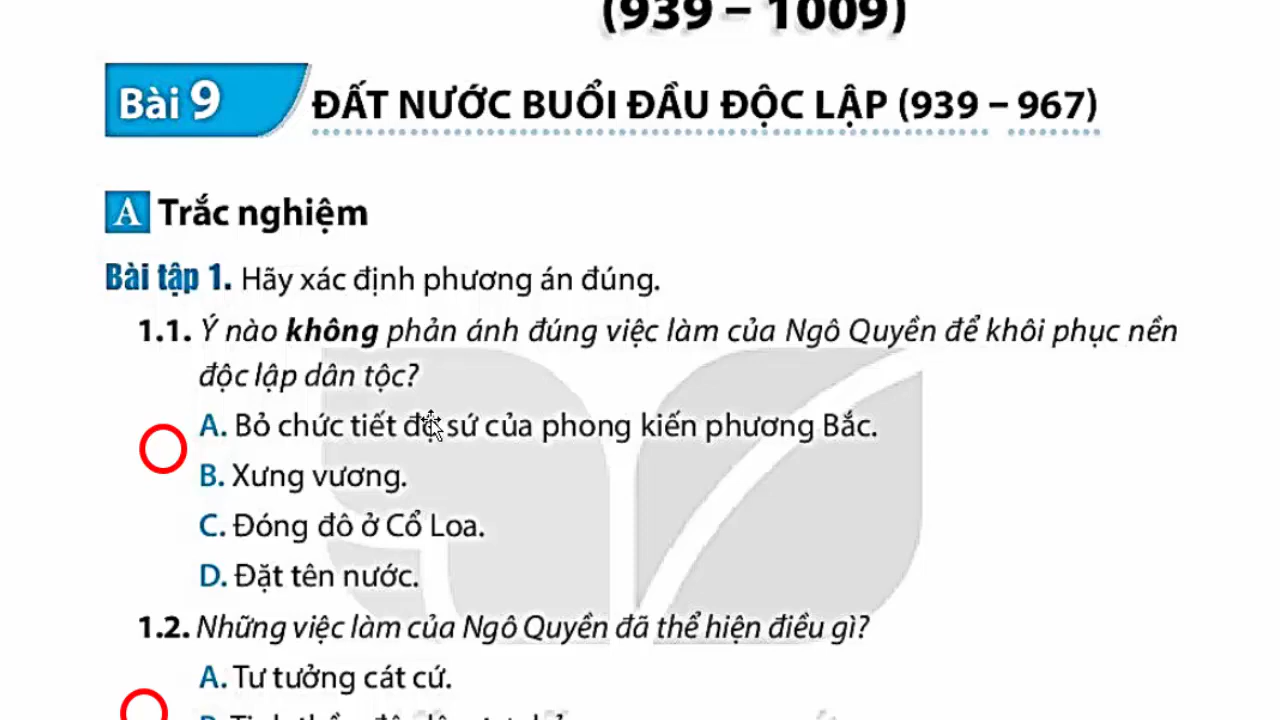 (939 – 1009)
Bài 9 ĐẤT NƯỚC BUỔI ĐẦU ĐỘC LẬP (939 – 967)
A Trắc nghiệm
Bài tập 1. Hãy xác định phương án đúng.
1.1. Ý nào không phản ánh đúng việc làm của Ngô Quyền để khôi phục nền
độc lập dân tộc?
A. Bỏ chức tiết độ sứ của phong kiến phương Bắc.
B. Xưng vương.
C. Đóng đô ở Cổ Loa.
D. Đặt tên nước.
1.2. Những việc làm của Ngô Quyền đã thể hiện điều gì?
A. Tư tưởng cát cứ.